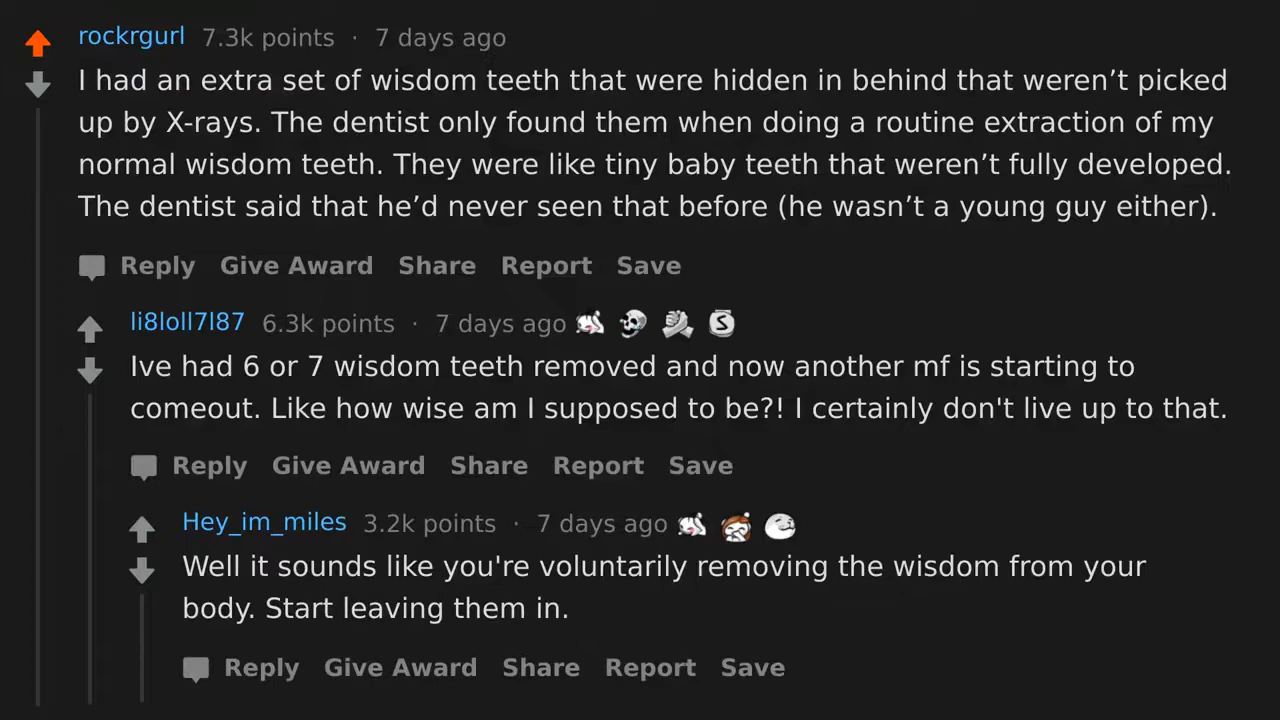 rockrgurl 7.3k points · 7 days ago
I had an extra set of wisdom teeth that were hidden in behind that weren’t picked
up by X-rays. The dentist only found them when doing a routine extraction of my
normal wisdom teeth. They were like tiny baby teeth that weren’t fully developed.
The dentist said that he’d never seen that before (he wasn’t a young guy either).
Reply Give Award Share Report Save
li8loll7l87 6.3k points · 7 days ago S
Ive had 6 or 7 wisdom teeth removed and now another mf is starting to
comeout. Like how wise am I supposed to be?! I certainly don't live up to that.
Reply Give Award Share Report Save
Hey_im_miles 3.2k points · 7 days ago
Well it sounds like you're voluntarily removing the wisdom from your
body. Start leaving them in.
Reply Give Award Share Report Save